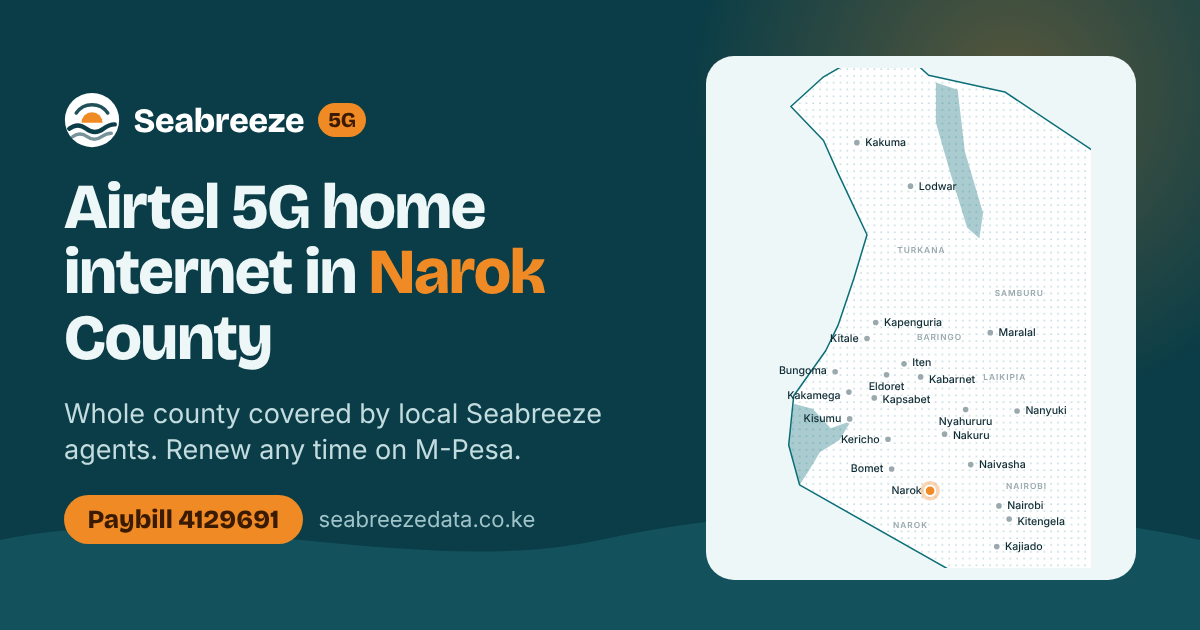 Seabreeze 5G
Airtel 5G home
internet in Narok
County
Whole county covered by local Seabreeze
agents. Renew any time on M-Pesa.
Paybill 4129691
seabreezedata.co.ke
Kakuma
Lodwar
TURKANA
SAMBURU
Kapenguria
Maralal
Kitale
BARINGO
Iten
Bungoma
Kabarnet
LAIKIPIA
Eldoret
Kakamega
Kapsabet
Nanyuki
Kisumu
Nyahururu
Nakuru
Kericho
Naivasha
Bomet
NAIROBI
Narok
Nairobi
Kitengela
NAROK
Kajiado